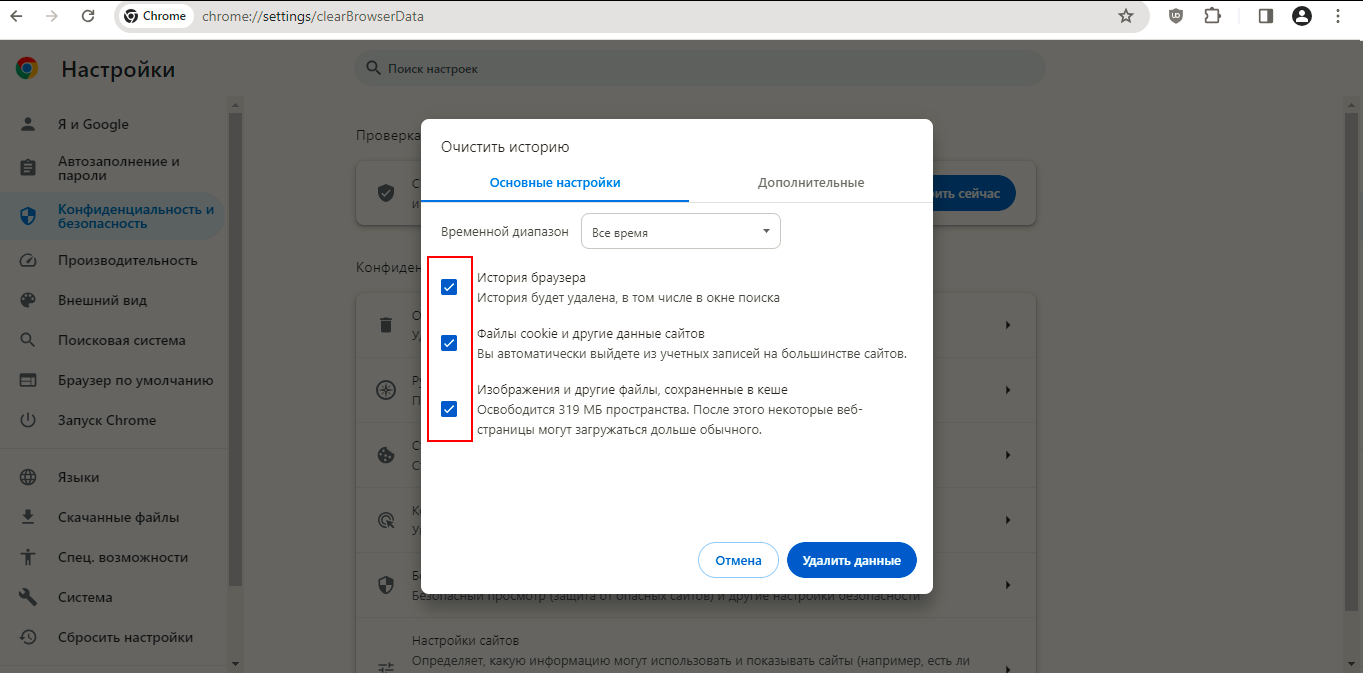 Chrome
chrome://settings/clearBrowserData
Настройки
Поиск настроек
Я и Google
Автозаполнение и
пароли
Конфиденциальность и
безопасность
Производительность
Внешний вид
Поисковая система
Браузер по умолчанию
Запуск Chrome
Языки
Скачанные файлы
Спец. возможности
Система
Сбросить настройки
Проверка
сейчас
Очистить историю
Основные настройки
Дополнительные
Временной диапазон
Все время
История браузера
История будет удалена, в том числе в окне поиска
Файлы cookie и другие данные сайтов
Вы автоматически выйдете из учетных записей на большинстве сайтов.
Изображения и другие файлы, сохраненные в кеше
Освободится 319 МБ пространства. После этого некоторые веб-
страницы могут загружаться дольше обычного.
Отмена
Удалить данные
Безопасный просмотр (защита от опасных сайтов) и другие настройки безопасности
Настройки сайтов
Определяет, какую информацию могут использовать и показывать сайты (например, есть ли